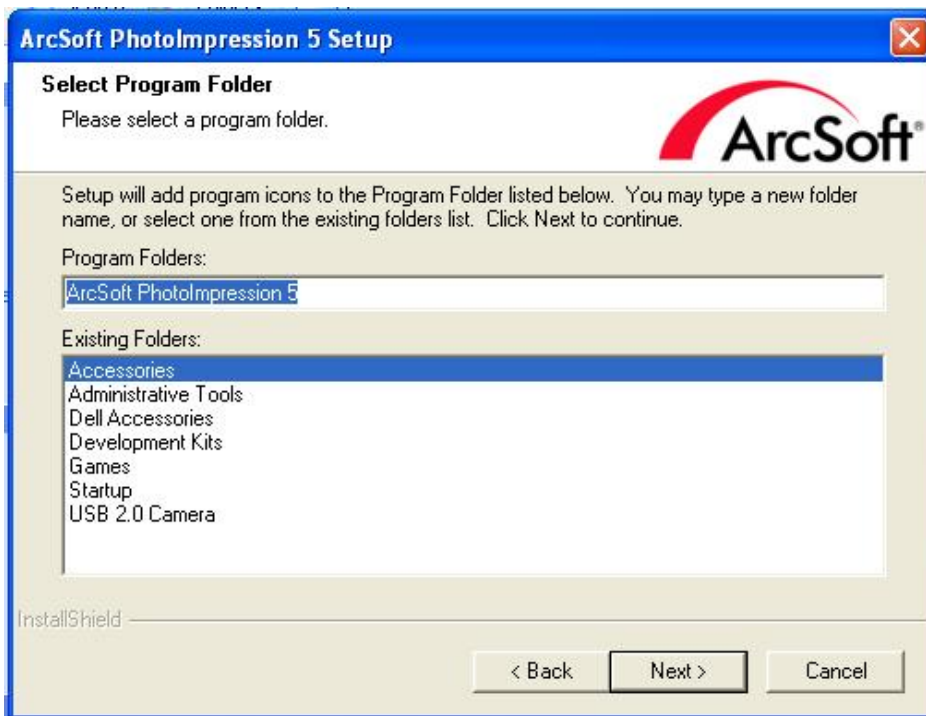 ArcSoft PhotoImpression 5 Setup
Select Program Folder
Please select a program folder.
ArcSoft®
Setup will add program icons to the Program Folder listed below.  You may type a new folder
name, or select one from the existing folders list.  Click Next to continue.
Program Folders:
ArcSoft PhotoImpression 5
Existing Folders:
Accessories
Administrative Tools
Dell Accessories
Development Kits
Games
Startup
USB 2.0 Camera
InstallShield
< Back
Next >
Cancel